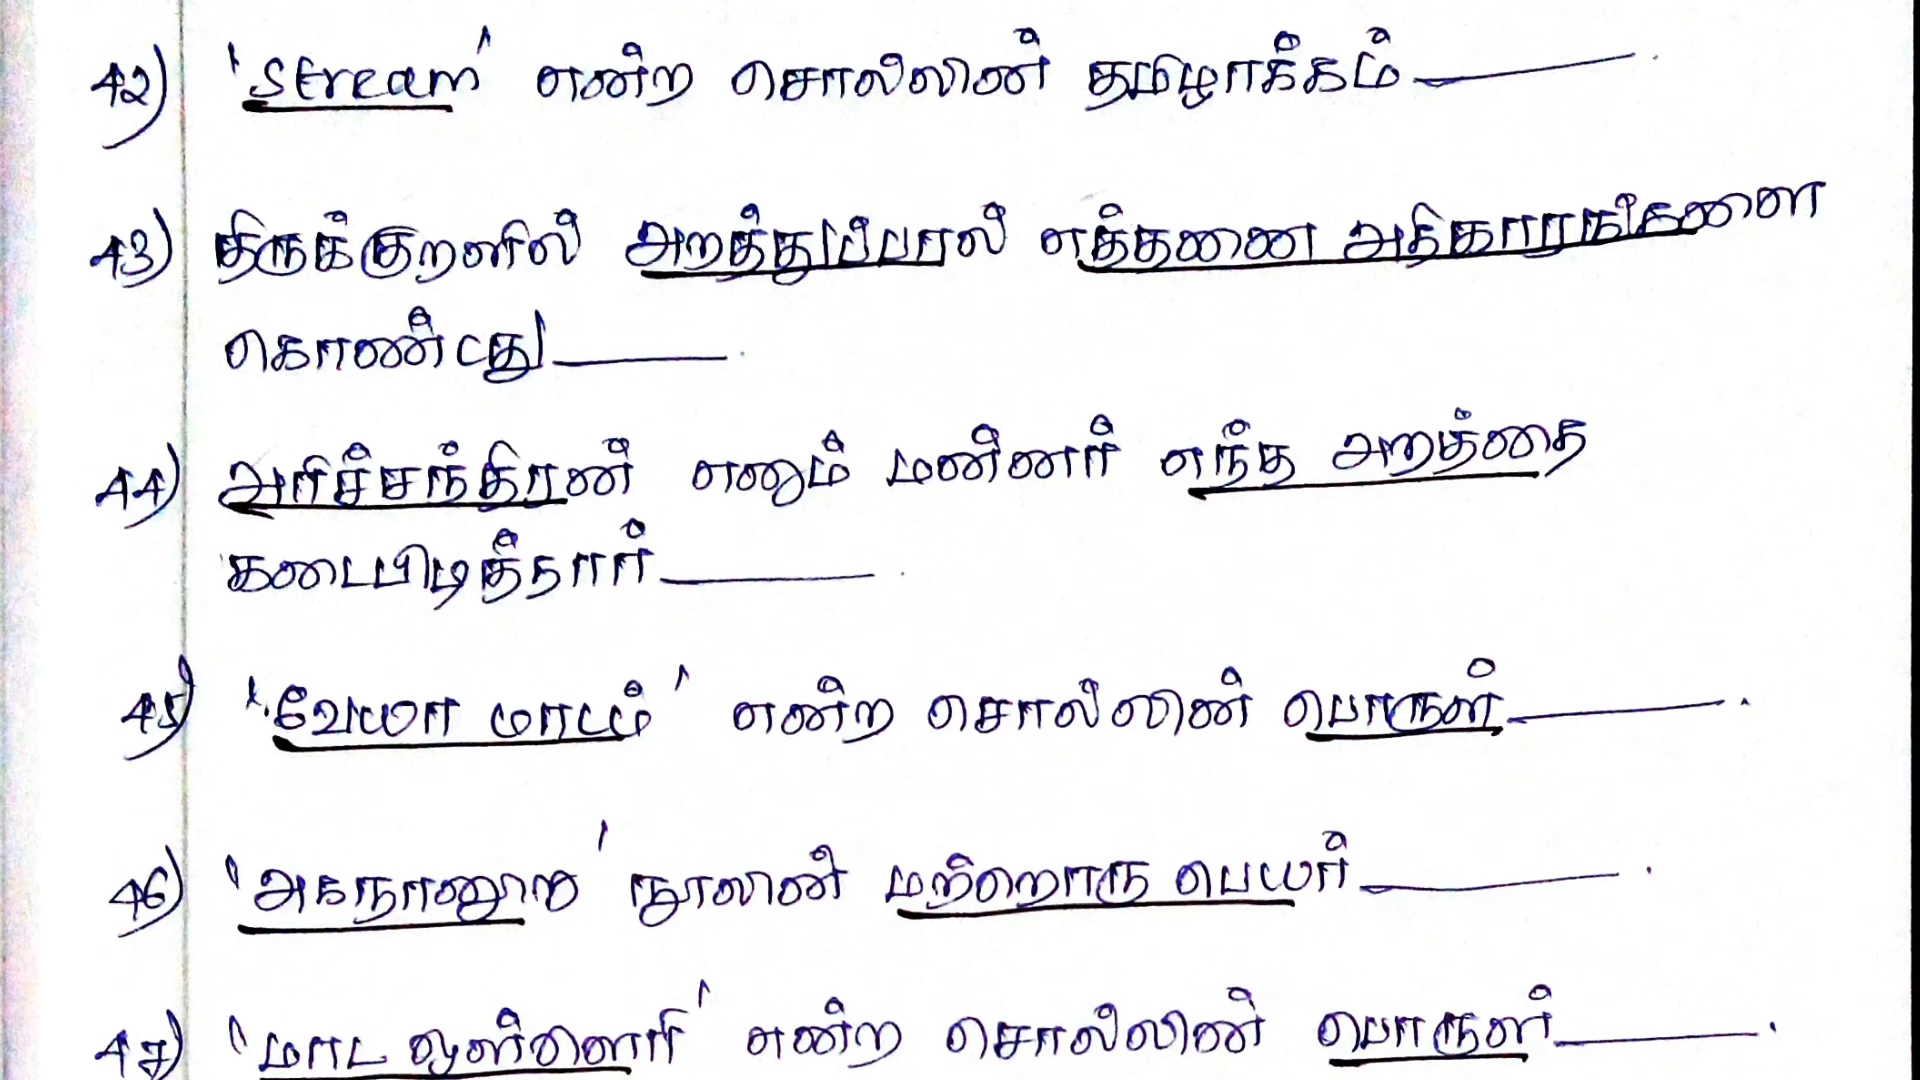 42) 'stream' என்ற சொல்லின் தமிழாக்கம் ______.
43) திருக்குறளில் அறத்துப்பால் எத்தனை அதிகாரங்களை
கொண்டது ______.
44) அரிச்சந்திரன் எனும் மன்னர் எந்த அறத்தை
கடைபிடித்தார் ______.
45) 'வேயா மாடம்' என்ற சொல்லின் பொருள் ______.
46) 'அகநானூறு' நூலின் மற்றொரு பெயர் ______.
47) 'மாட ஒள்ளெரி' என்ற சொல்லின் பொருள் ______.